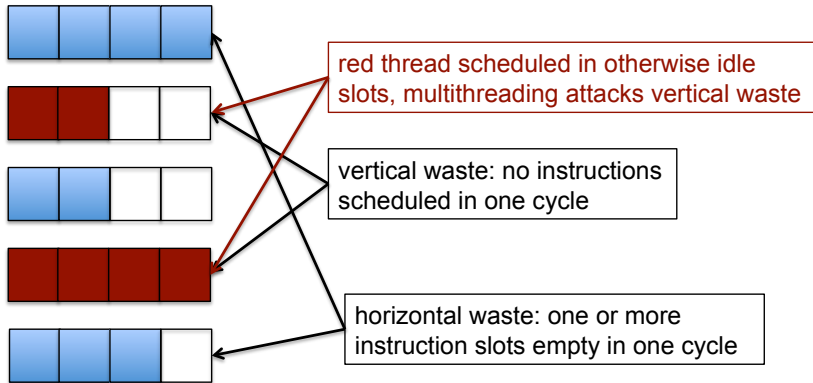 red thread scheduled in otherwise idle
slots, multithreading attacks vertical waste
vertical waste: no instructions
scheduled in one cycle
horizontal waste: one or more
instruction slots empty in one cycle